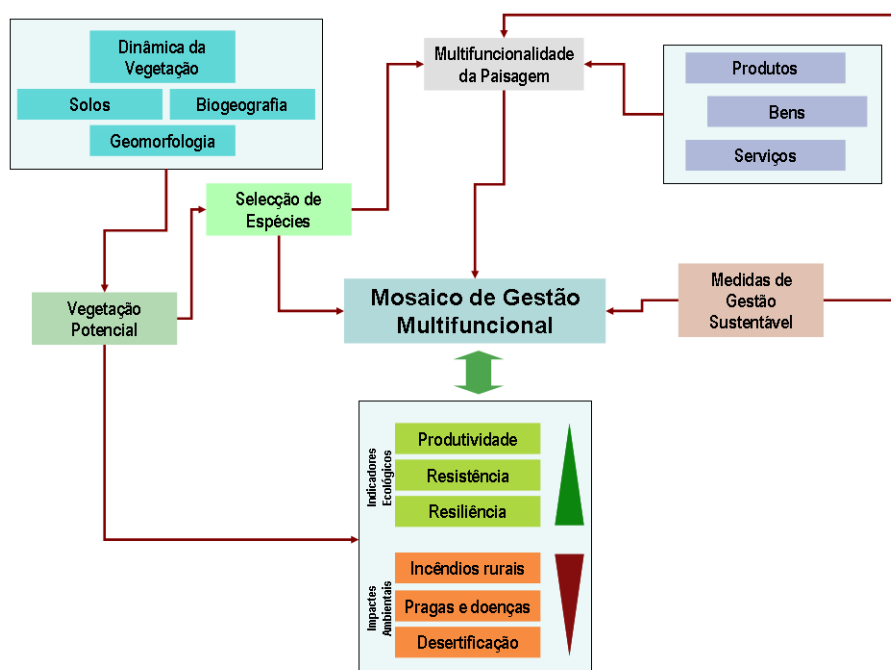 Dinâmica da
Vegetação
Solos
Biogeografia
Geomorfologia
Multifuncionalidade
da Paisagem
Produtos
Bens
Serviços
Selecção de
Espécies
Vegetação
Potencial
Mosaico de Gestão
Multifuncional
Medidas de
Gestão
Sustentável
Indicadores
Ecológicos
Produtividade
Resistência
Resiliência
Impactes
Ambientais
Incêndios rurais
Pragas e doenças
Desertificação